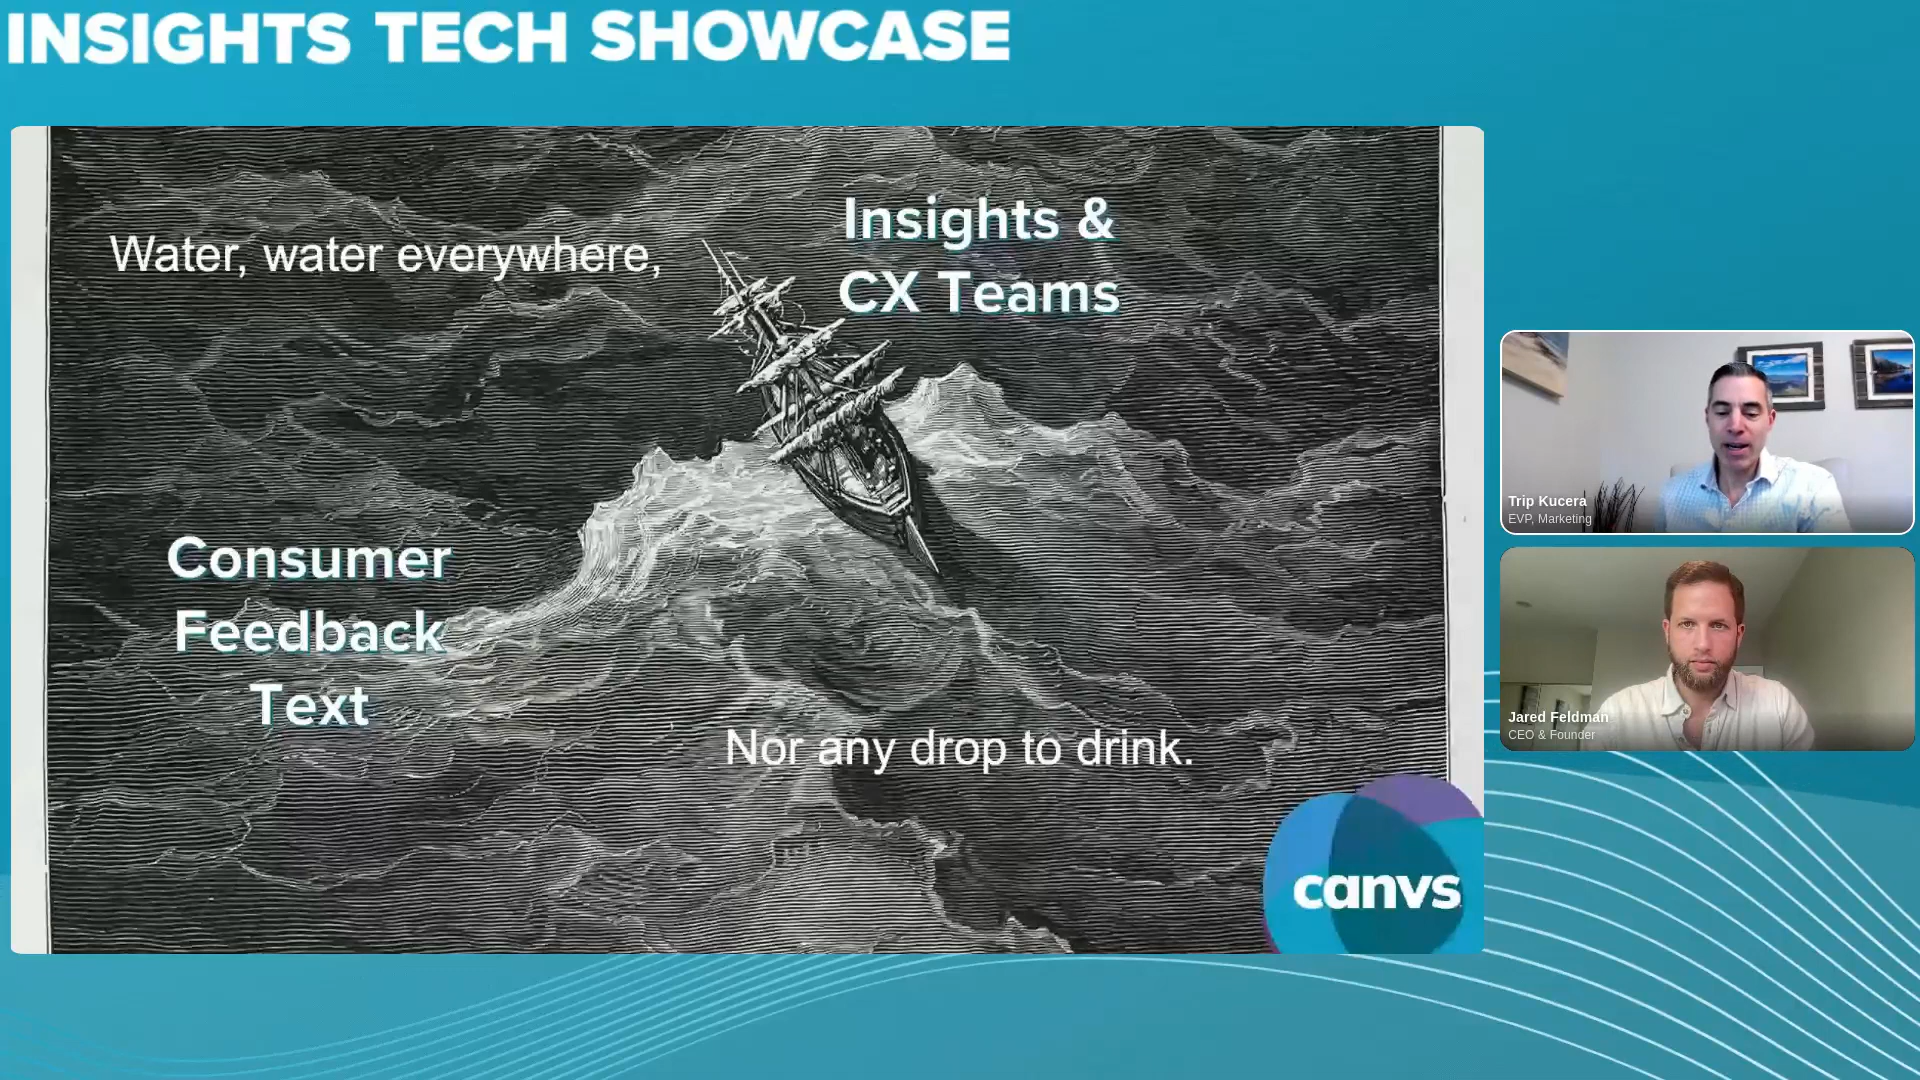 INSIGHTS TECH SHOWCASE
Water, water everywhere,
Insights &
CX Teams
Consumer
Feedback
Text
Nor any drop to drink.
canvs
Trip Kucera
EVP, Marketing
Jared Feldman
CEO & Founder